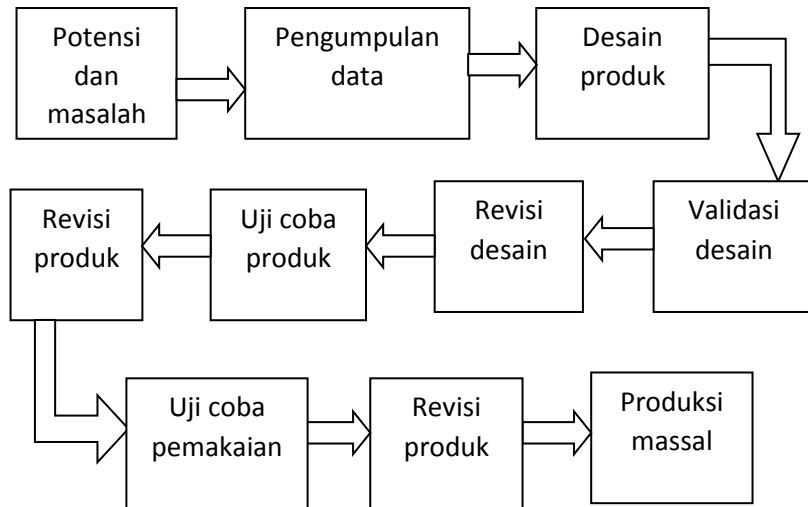 Potensi
dan
masalah
Pengumpulan
data
Desain
produk
Validasi
desain
Revisi
desain
Uji coba
produk
Revisi
produk
Uji coba
pemakaian
Revisi
produk
Produksi
massal